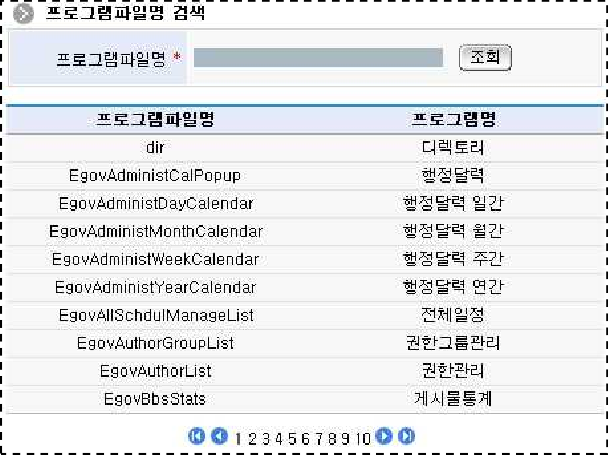 프로그램파일명 검색
프로그램파일명 * 조회
프로그램파일명 프로그램명
dir 디렉토리
EgovAdministCalPopup 행정달력
EgovAdministDayCalendar 행정달력 일간
EgovAdministMonthCalendar 행정달력 월간
EgovAdministWeekCalendar 행정달력 주간
EgovAdministYearCalendar 행정달력 연간
EgovAllSchdulManageList 전체일정
EgovAuthorGroupList 권한그룹관리
EgovAuthorList 권한관리
EgovBbsStats 게시물통계
1 2 3 4 5 6 7 8 9 10